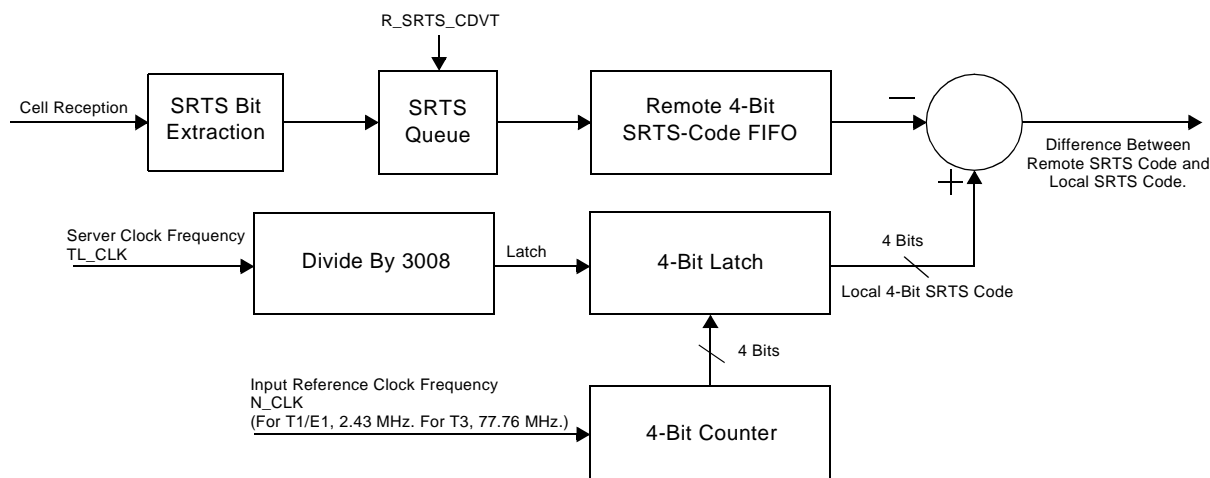 R_SRTS_CDVT
Cell Reception
SRTS Bit
Extraction
SRTS
Queue
Remote 4-Bit
SRTS-Code FIFO
−
+
Difference Between
Remote SRTS Code and
Local SRTS Code.
Server Clock Frequency
TL_CLK
Divide By 3008
Latch
4-Bit Latch
4 Bits
Local 4-Bit SRTS Code
4 Bits
Input Reference Clock Frequency
N_CLK
(For T1/E1, 2.43 MHz. For T3, 77.76 MHz.)
4-Bit Counter